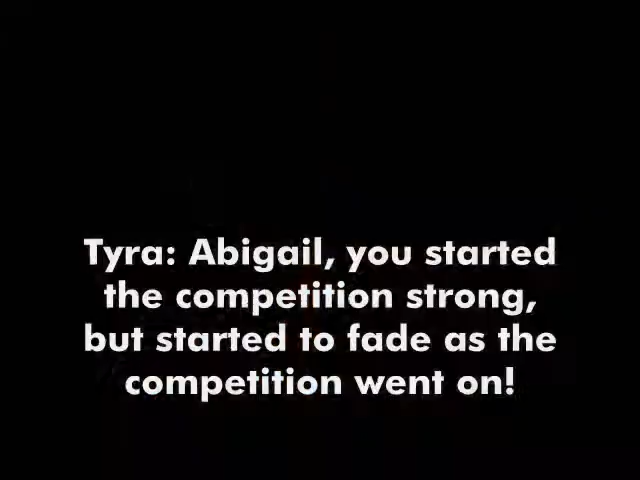 Tyra: Abigail, you started
the competition strong,
but started to fade as the
competition went on!